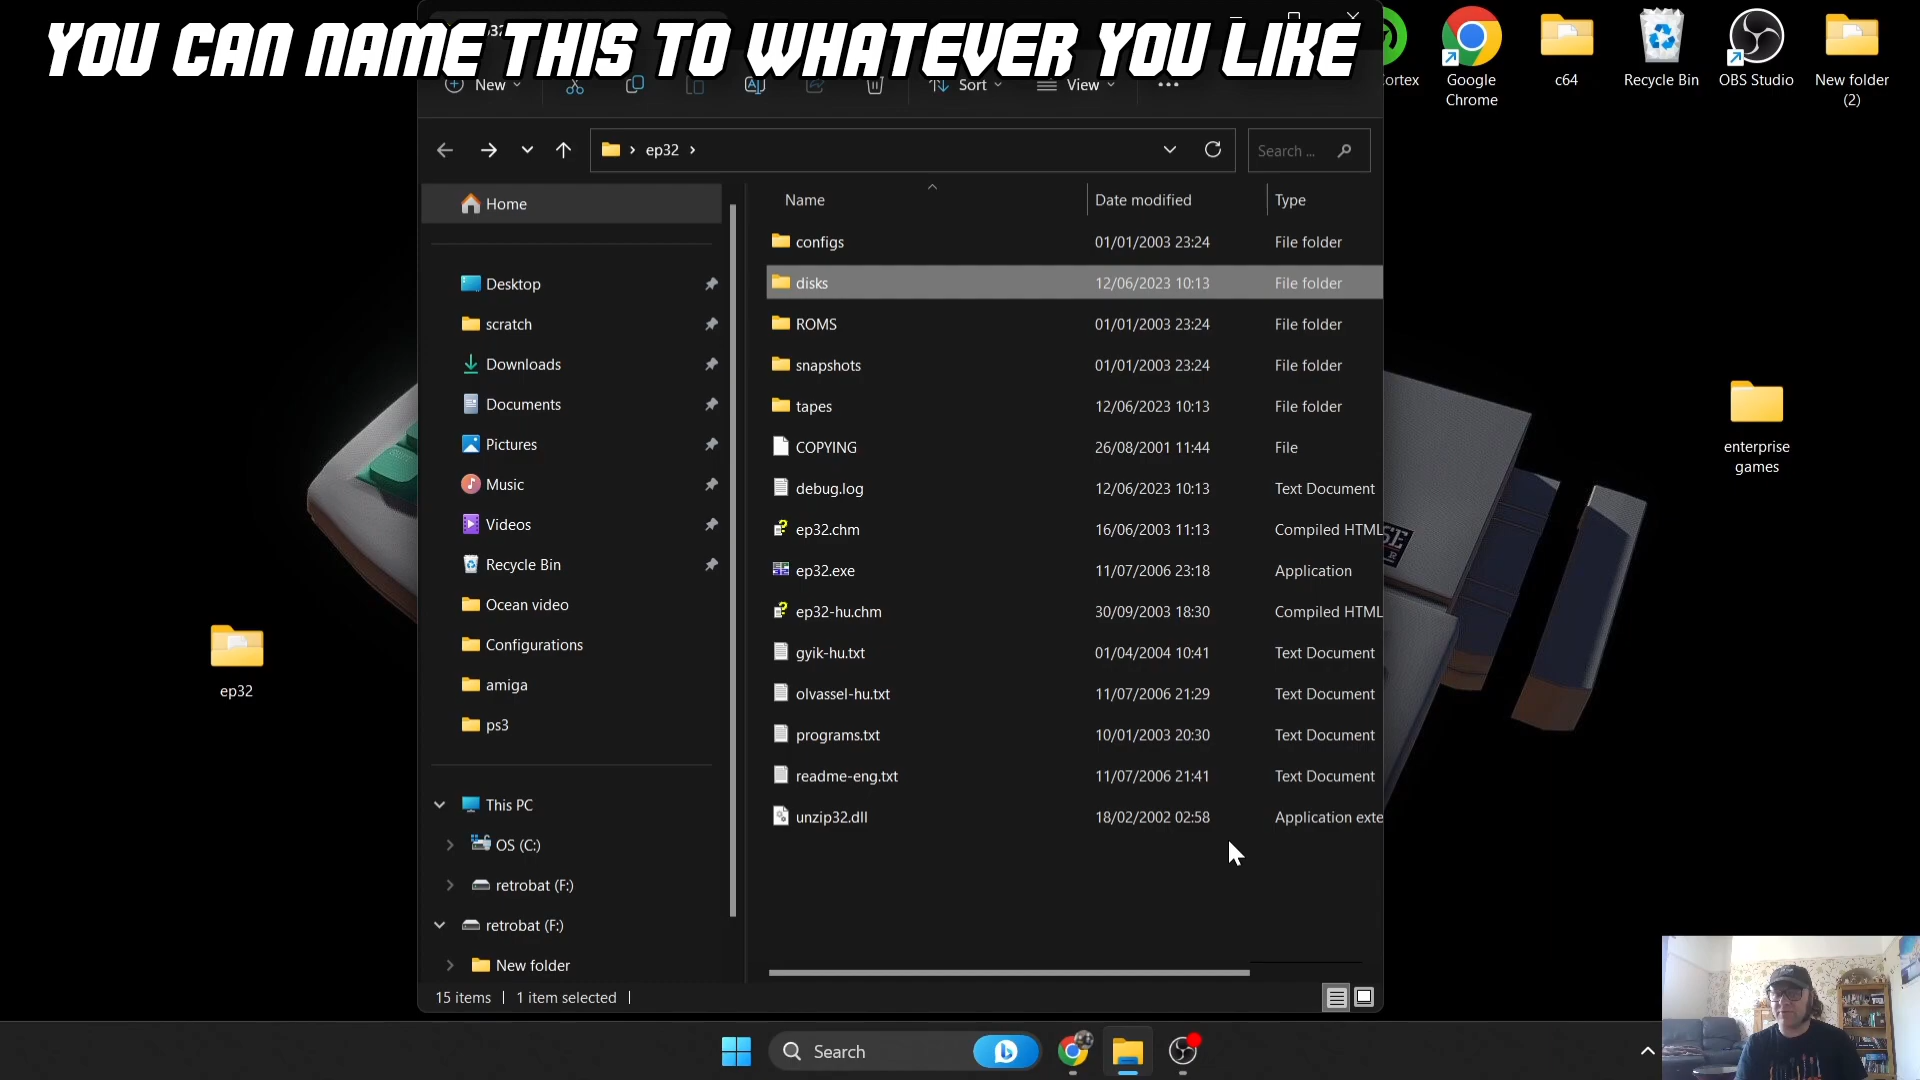 YOU CAN NAME THIS TO WHATEVER YOU LIKE
New
Sort
View
ortex
Google
Chrome
c64
Recycle Bin
OBS Studio
New folder
(2)
ep32
Search ...
Home
Desktop
scratch
Downloads
Documents
Pictures
Music
Videos
Recycle Bin
Ocean video
Configurations
amiga
ps3
This PC
OS (C:)
retrobat (F:)
retrobat (F:)
New folder
Name Date modified Type
configs 01/01/2003 23:24 File folder
disks 12/06/2023 10:13 File folder
ROMS 01/01/2003 23:24 File folder
snapshots 01/01/2003 23:24 File folder
tapes 12/06/2023 10:13 File folder
COPYING 26/08/2001 11:44 File
debug.log 12/06/2023 10:13 Text Document
ep32.chm 16/06/2003 11:13 Compiled HTML
ep32.exe 11/07/2006 23:18 Application
ep32-hu.chm 30/09/2003 18:30 Compiled HTML
gyik-hu.txt 01/04/2004 10:41 Text Document
olvassel-hu.txt 11/07/2006 21:29 Text Document
programs.txt 10/01/2003 20:30 Text Document
readme-eng.txt 11/07/2006 21:41 Text Document
unzip32.dll 18/02/2002 02:58 Application exte
15 items 1 item selected
ep32
enterprise
games
Search